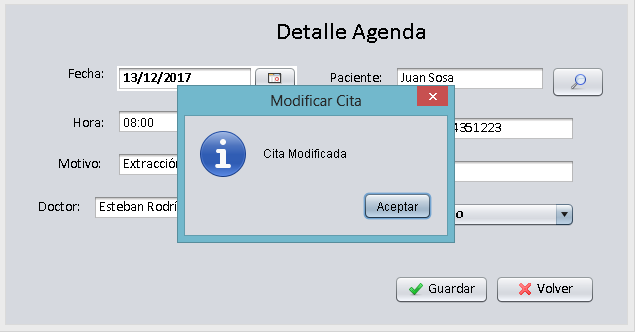 Detalle Agenda
Fecha: 13/12/2017 Paciente: Juan Sosa
Modificar Cita
Hora: 08:00 4351223
Cita Modificada
Motivo: Extracción
Doctor: Esteban Rodrí
Aceptar
Guardar Volver